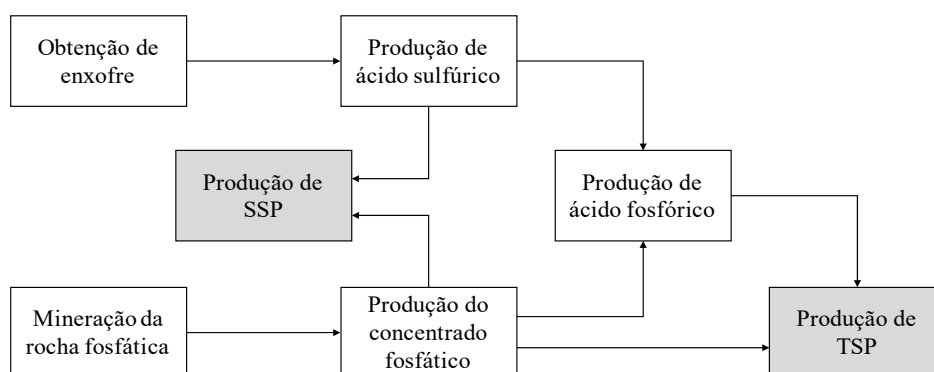 Obtenção de
enxofre
Produção de
ácido sulfúrico
Produção de
SSP
Produção de
ácido fosfórico
Mineração da
rocha fosfática
Produção do
concentrado
fosfático
Produção de
TSP